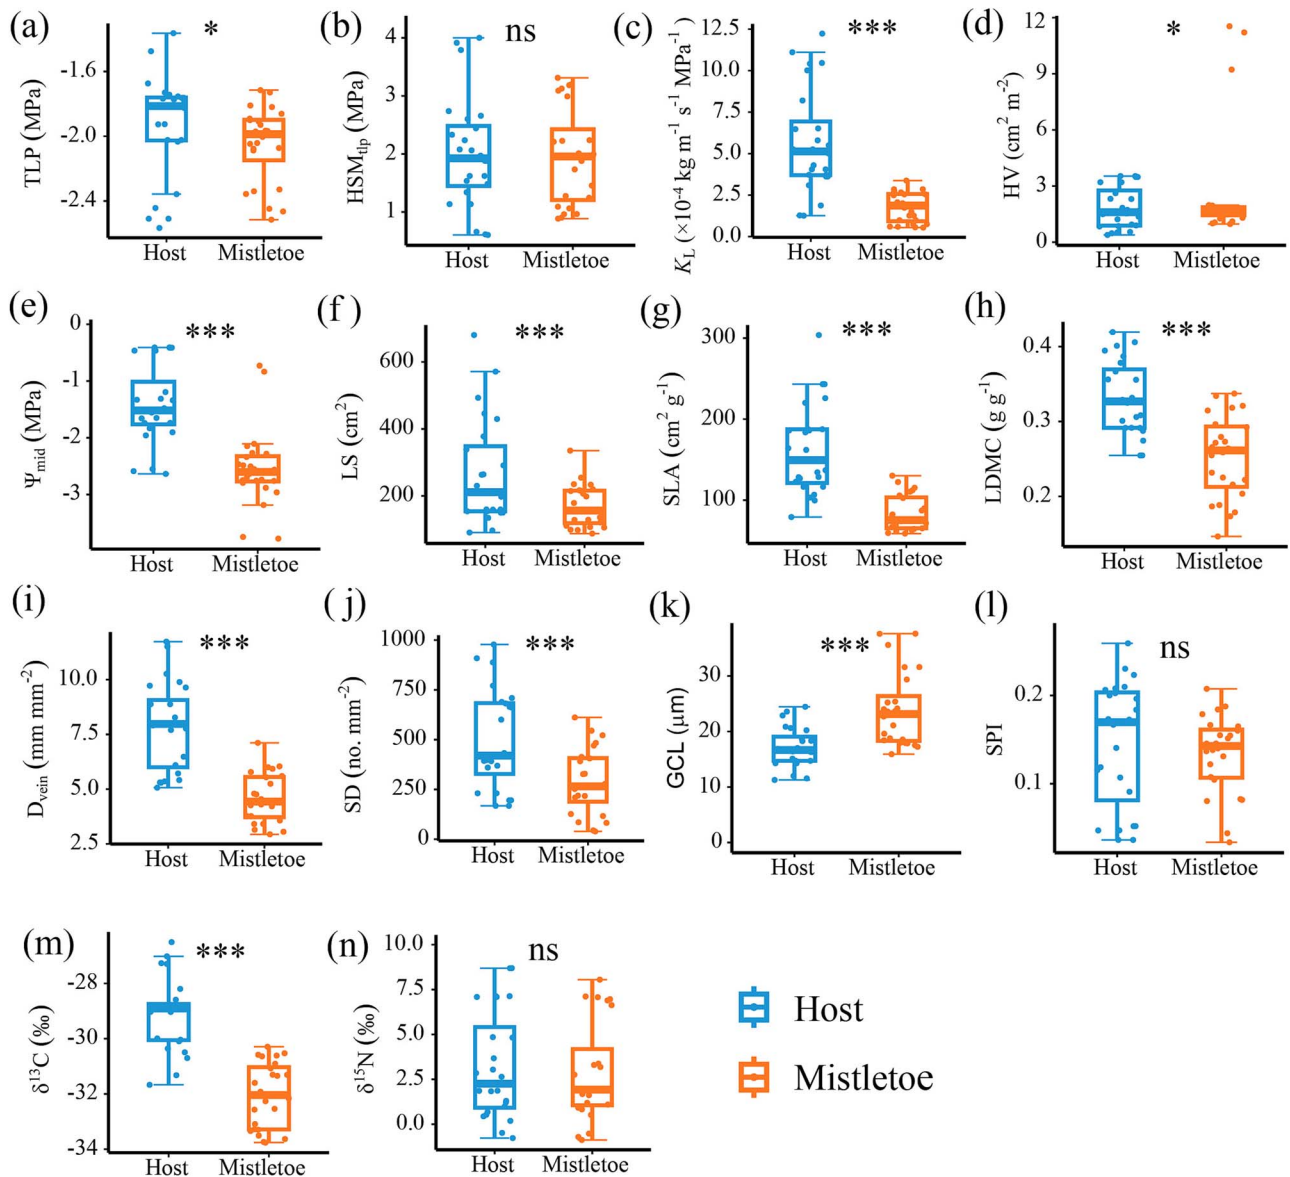 (a) * TLP (MPa) -1.6 -2.0 -2.4 Host Mistletoe
(b) ns HSMtip (MPa) 4 3 2 1 Host Mistletoe
(c) *** KL (×10-4 kg m-1 s-1 MPa-1) 12.5 10.0 7.5 5.0 2.5 0.0 Host Mistletoe
(d) * HV (cm2 m-2) 12 9 6 3 0 Host Mistletoe
(e) *** Ψmid (MPa) 0 -1 -2 -3 Host Mistletoe
(f) *** LS (cm2) 600 400 200 Host Mistletoe
(g) *** SLA (cm2 g-1) 300 200 100 Host Mistletoe
(h) *** LDMC (g g-1) 0.4 0.3 0.2 Host Mistletoe
(i) *** Dvein (mm mm-2) 10.0 7.5 5.0 2.5 Host Mistletoe
(j) *** SD (no. mm-2) 1000 750 500 250 0 Host Mistletoe
(k) *** GCL (μm) 30 20 10 0 Host Mistletoe
(l) ns SPI 0.2 0.1 Host Mistletoe
(m) *** δ13C (‰) -28 -30 -32 -34 Host Mistletoe
(n) ns δ15N (‰) 10.0 7.5 5.0 2.5 0.0 Host Mistletoe
Host
Mistletoe